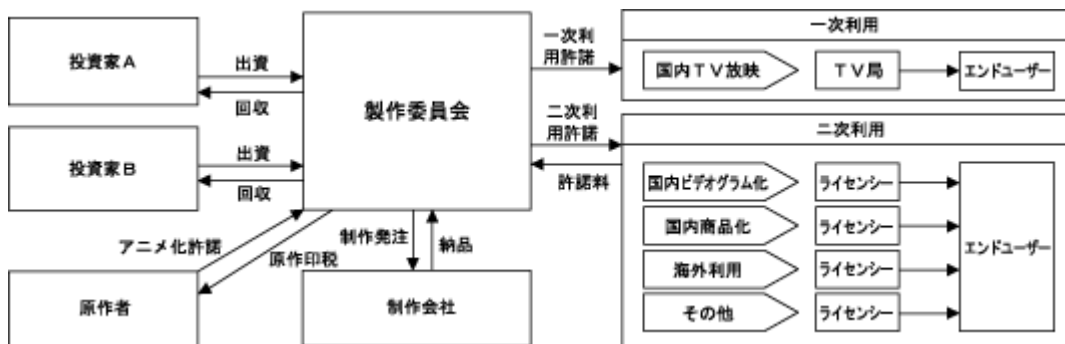 投資家A
出資
回収
投資家B
出資
回収
アニメ化許諾
原作印税
原作者
製作委員会
制作発注
納品
制作会社
一次利
用許諾
二次利
用許諾
許諾料
一次利用
国内TV放映
TV局
エンドユーザー
二次利用
国内ビデオグラム化
ライセンシー
国内商品化
ライセンシー
海外利用
ライセンシー
その他
ライセンシー
エンドユーザー